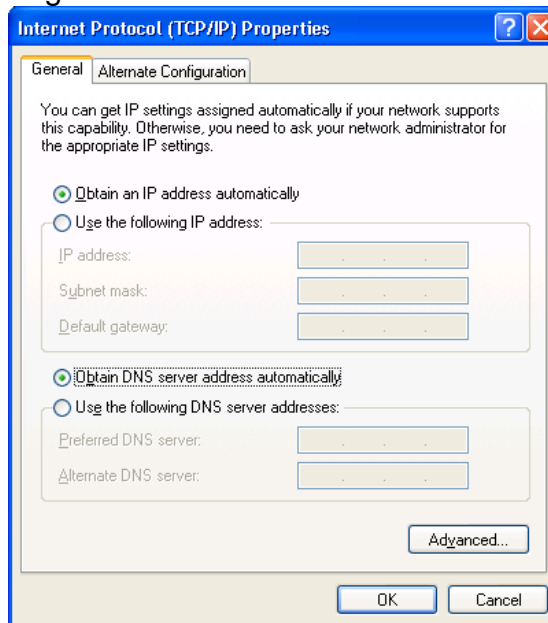 Internet Protocol (TCP/IP) Properties
General Alternate Configuration
You can get IP settings assigned automatically if your network supports
this capability. Otherwise, you need to ask your network administrator for
the appropriate IP settings.
Obtain an IP address automatically
Use the following IP address:
IP address:
Subnet mask:
Default gateway:
Obtain DNS server address automatically
Use the following DNS server addresses:
Preferred DNS server:
Alternate DNS server:
Advanced...
OK Cancel